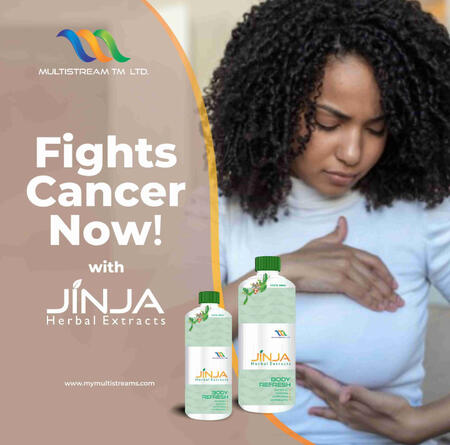 MULTISTREAM TM LTD.
Fights
Cancer
Now!
with
JINJA
Herbal Extracts
www.mymultistreams.com
JINJA
Herbal Extracts
BODY
REFRESH
JINJA
Herbal Extracts
BODY
REFRESH